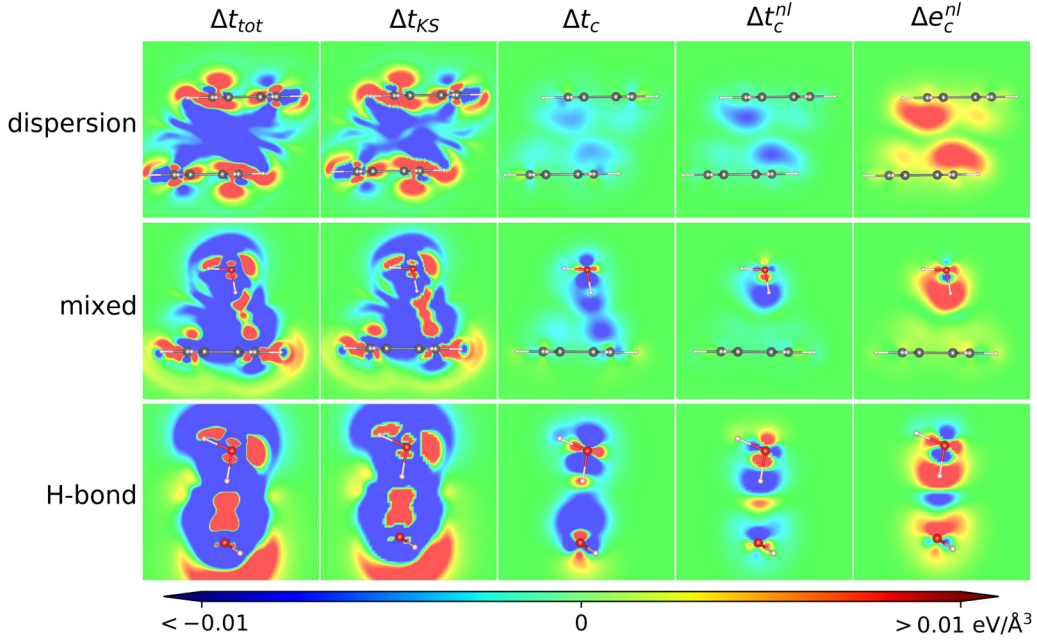 Δt_tot Δt_KS Δt_c Δt_c^nl Δe_c^nl
dispersion
mixed
H-bond
< −0.01 0 > 0.01 eV/Å³